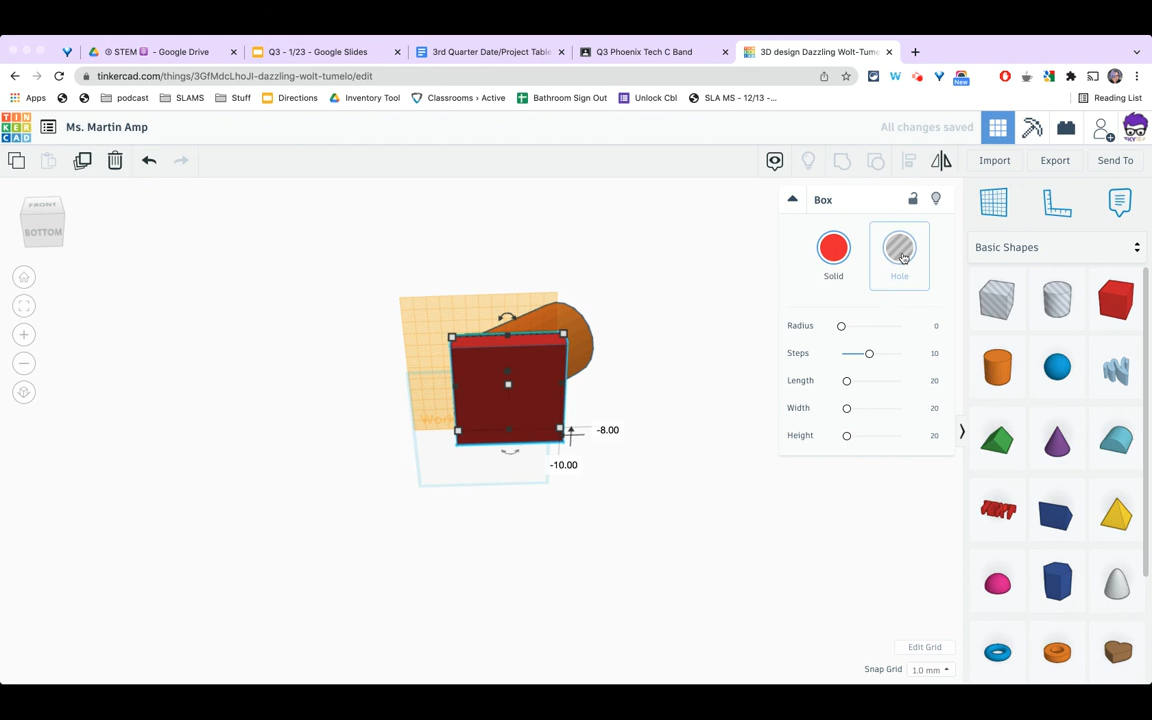 STEM - Google Drive
Q3 - 1/23 - Google Slides
3rd Quarter Date/Project Table
Q3 Phoenix Tech C Band
3D design Dazzling Wolt-Tume
tinkercad.com/things/3GfMdcLhoJI-dazzling-wolt-tumelo/edit
New
Apps
podcast
SLAMS
Stuff
Directions
Inventory Tool
Classrooms > Active
Bathroom Sign Out
Unlock Cbl
SLA MS - 12/13 -...
Reading List
TIN
KER
CAD
Ms. Martin Amp
All changes saved
Import
Export
Send To
FRONT
BOTTOM
Box
Solid
Hole
Radius 0
Steps 10
Length 20
Width 20
Height 20
Basic Shapes
Work
-8.00
-10.00
TEXT
Edit Grid
Snap Grid 1.0 mm